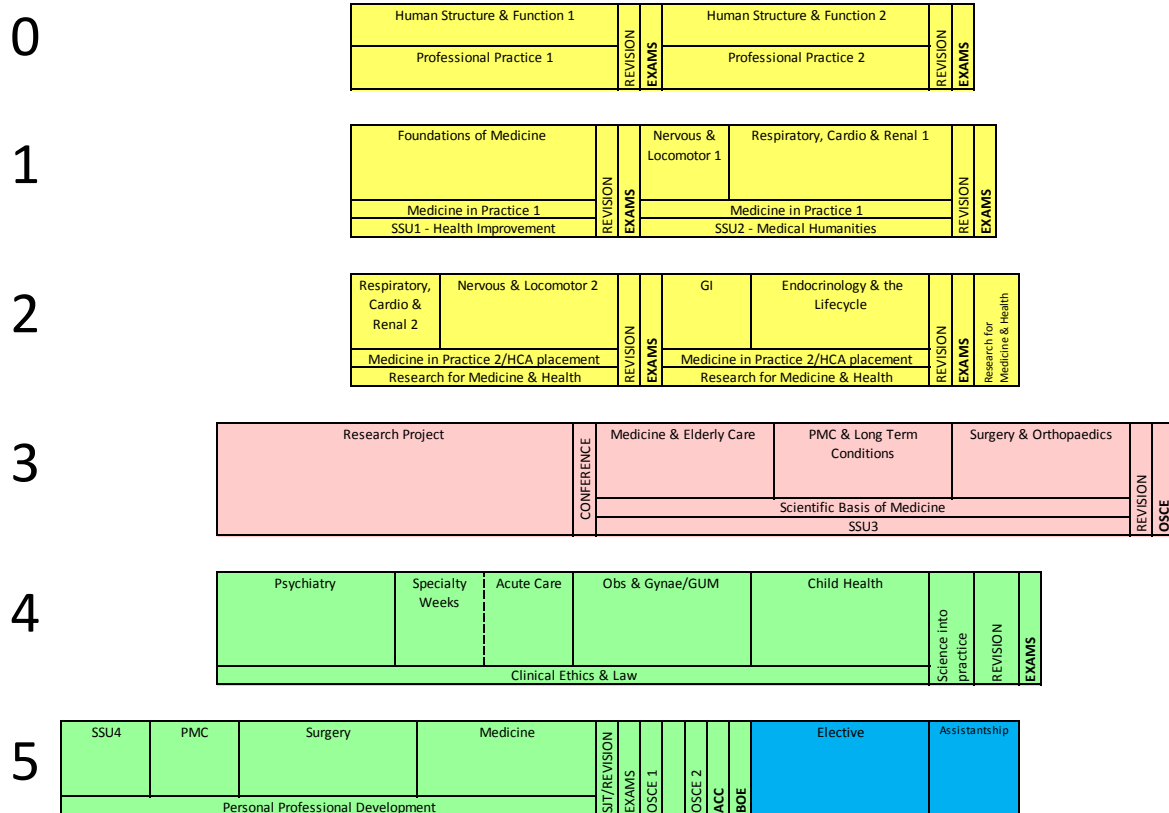 0
Human Structure & Function 1
Professional Practice 1
REVISION
EXAMS
Human Structure & Function 2
Professional Practice 2
REVISION
EXAMS
1
Foundations of Medicine
Medicine in Practice 1
SSU1 - Health Improvement
REVISION
EXAMS
Nervous &
Locomotor 1
Respiratory, Cardio & Renal 1
Medicine in Practice 1
SSU2 - Medical Humanities
REVISION
EXAMS
2
Respiratory,
Cardio &
Renal 2
Nervous & Locomotor 2
Medicine in Practice 2/HCA placement
Research for Medicine & Health
REVISION
EXAMS
GI
Endocrinology & the
Lifecycle
Medicine in Practice 2/HCA placement
Research for Medicine & Health
REVISION
EXAMS
Research for
Medicine & Health
3
Research Project
CONFERENCE
Medicine & Elderly Care
PMC & Long Term
Conditions
Surgery & Orthopaedics
Scientific Basis of Medicine
SSU3
REVISION
OSCE
4
Psychiatry
Specialty
Weeks
Acute Care
Obs & Gynae/GUM
Child Health
Clinical Ethics & Law
Science into
practice
REVISION
EXAMS
5
SSU4
PMC
Surgery
Medicine
Personal Professional Development
SJT/REVISION
EXAMS
OSCE 1
OSCE 2
ACC
BOE
Elective
Assistantship